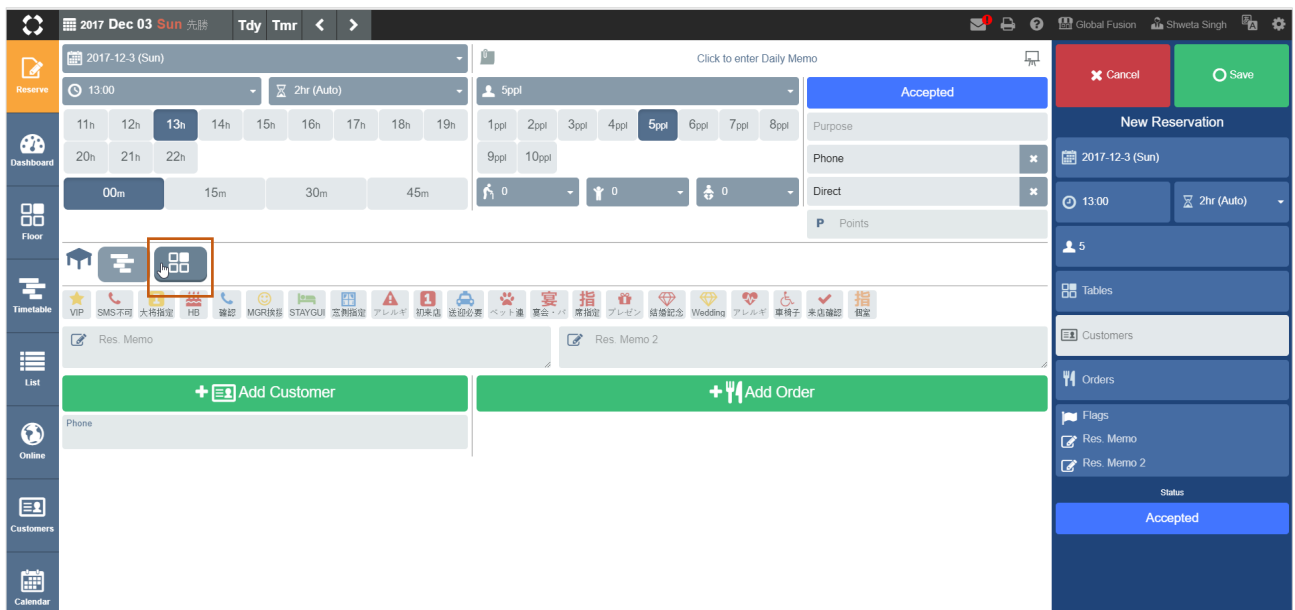 2017 Dec 03 Sun 先勝 Tdy Tmr
Global Fusion Shweta Singh
Reserve
Dashboard
Floor
Timetable
List
Online
Customers
Calendar
2017-12-3 (Sun)
Click to enter Daily Memo
13:00 2hr (Auto)
5ppl
Accepted
11h 12h 13h 14h 15h 16h 17h 18h 19h
20h 21h 22h
00m 15m 30m 45m
1ppl 2ppl 3ppl 4ppl 5ppl 6ppl 7ppl 8ppl
9ppl 10ppl
0 0 0
Purpose
Phone
Direct
P Points
VIP SMS不可 大将指定 HB 確認 MGR挨拶 STAYGUI 窓側指定 アレルギ 初来店 送迎必要 ペット連 宴会・パ 席指定 プレゼン 結婚記念 Wedding アレルギ 車椅子 来店確認 個室
1 宴 指 指
Res. Memo
Res. Memo 2
Add Customer
Add Order
Phone
Cancel
Save
New Reservation
2017-12-3 (Sun)
13:00 2hr (Auto)
5
Tables
Customers
Orders
Flags
Res. Memo
Res. Memo 2
Status
Accepted